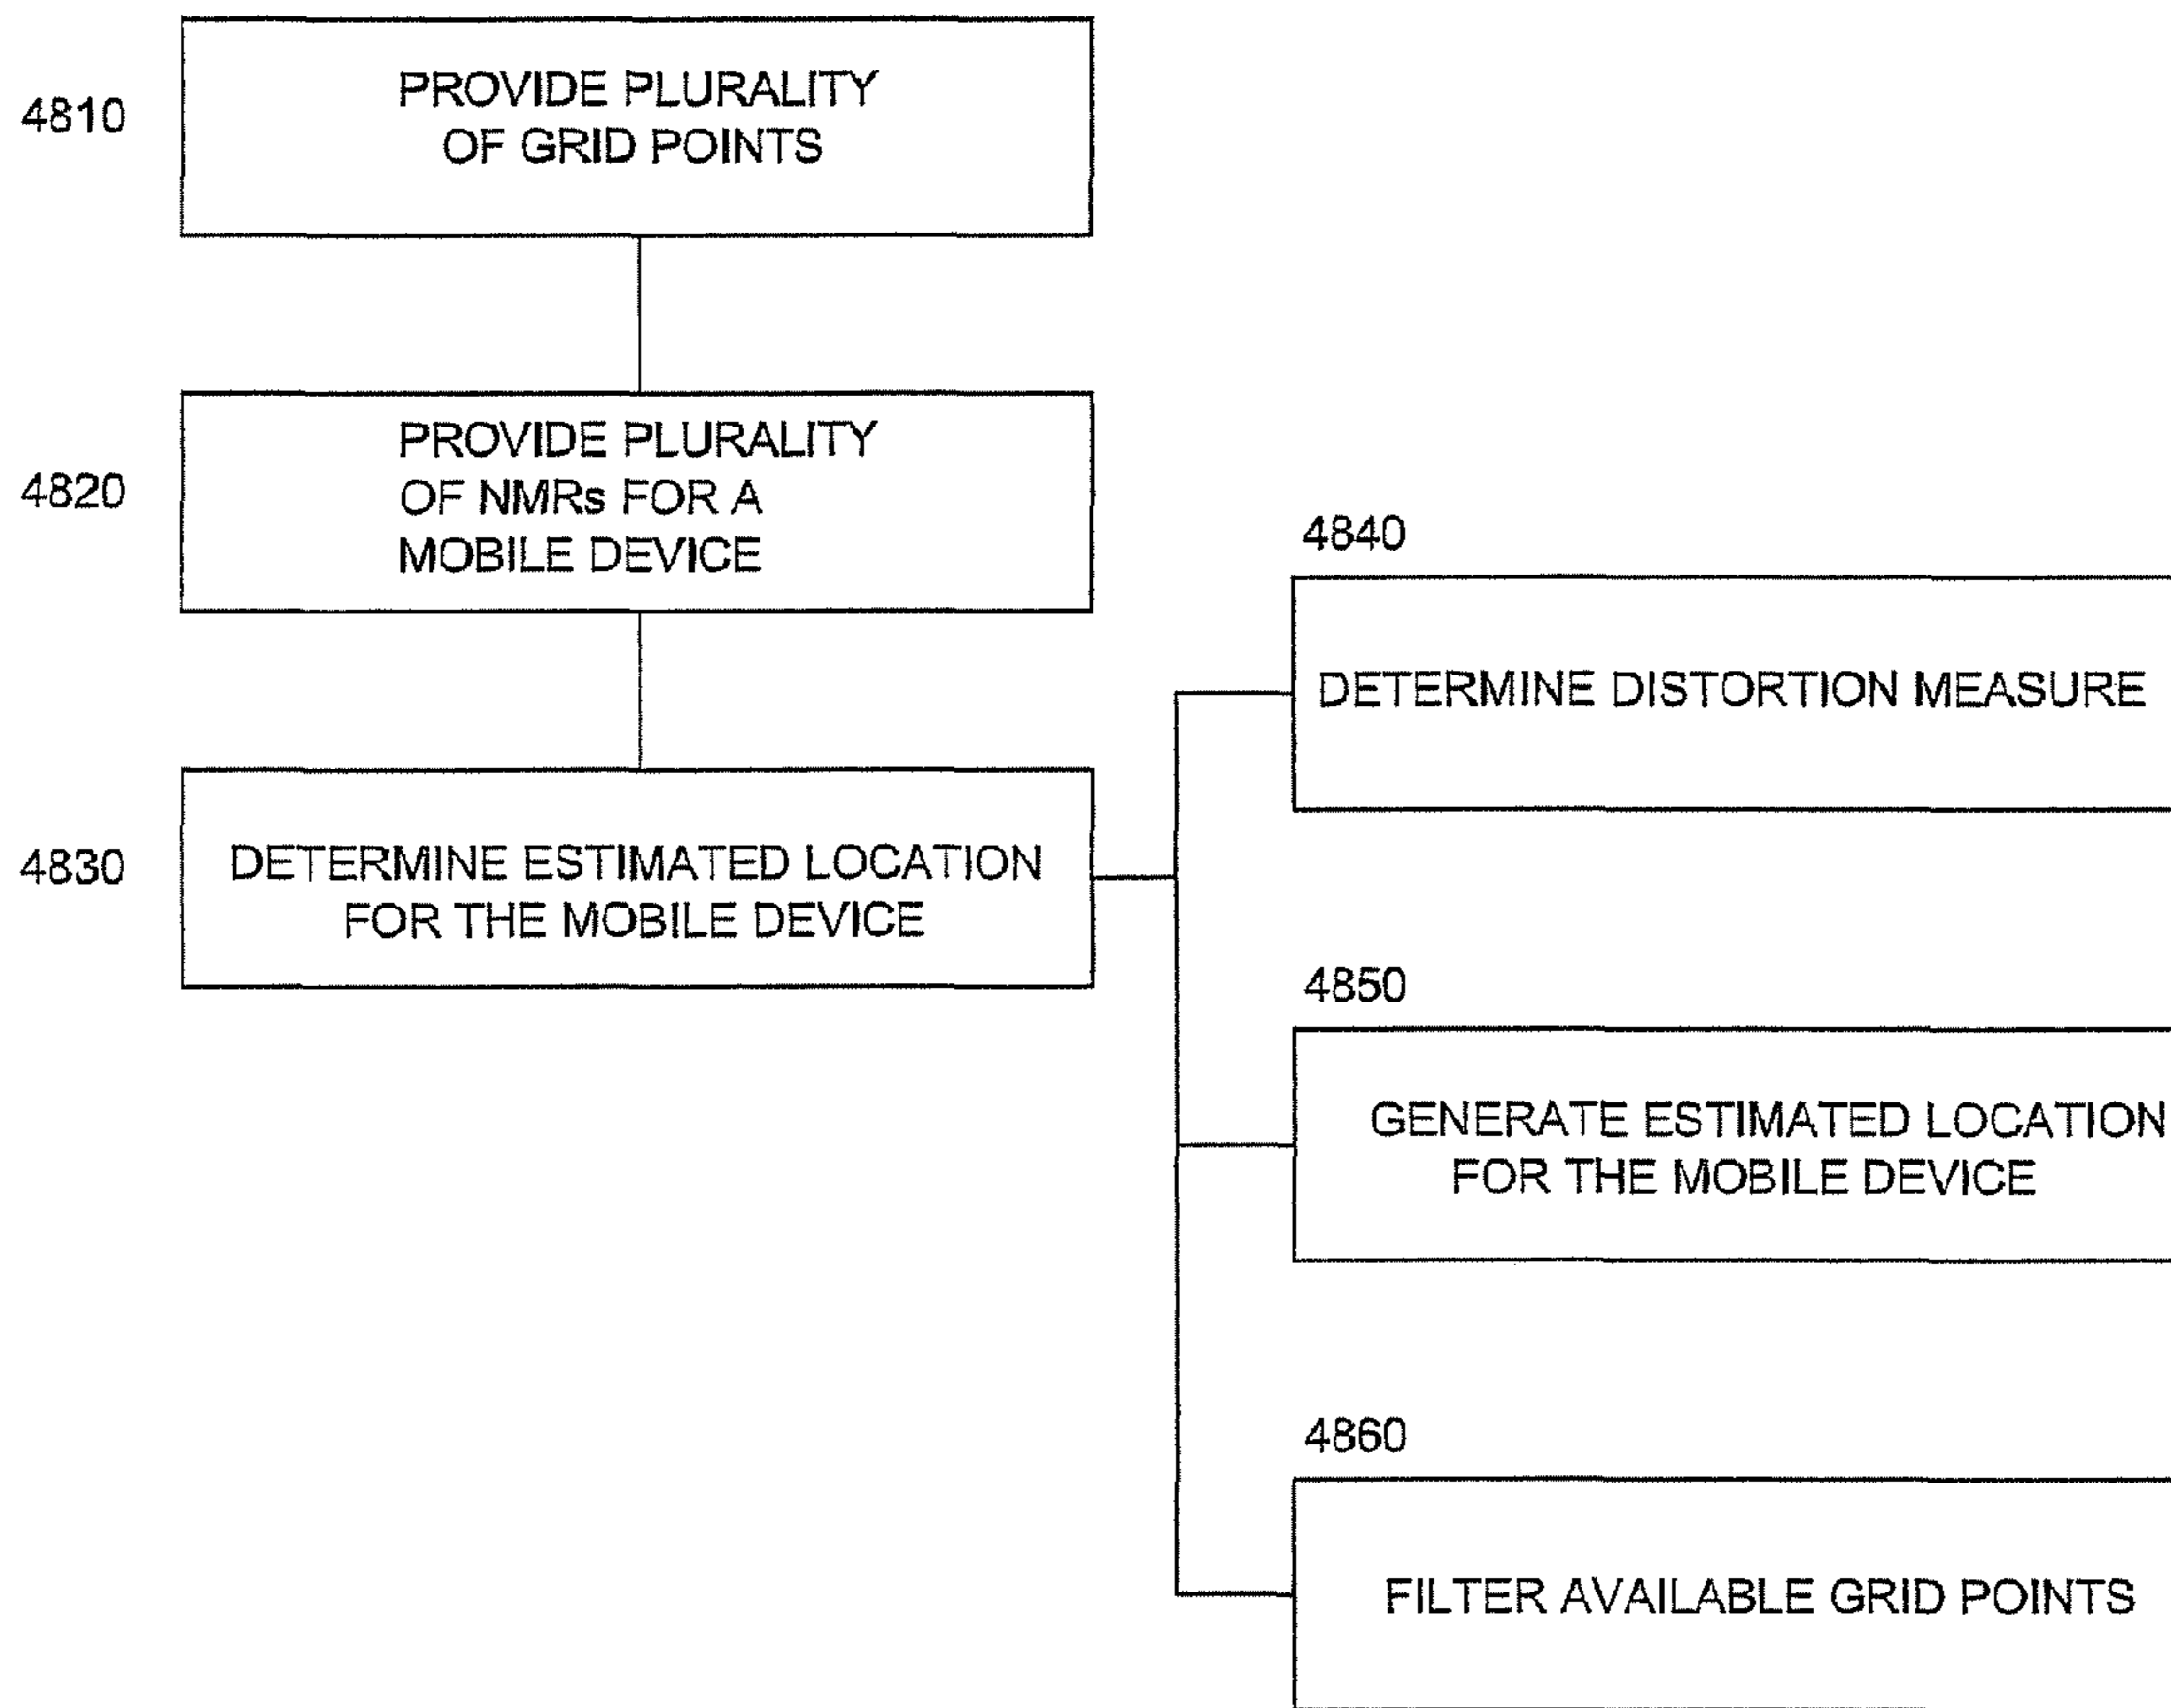 4810
PROVIDE PLURALITY
OF GRID POINTS
4820
PROVIDE PLURALITY
OF NMRs FOR A
MOBILE DEVICE
4830
DETERMINE ESTIMATED LOCATION
FOR THE MOBILE DEVICE
4840
DETERMINE DISTORTION MEASURE
4850
GENERATE ESTIMATED LOCATION
FOR THE MOBILE DEVICE
4860
FILTER AVAILABLE GRID POINTS